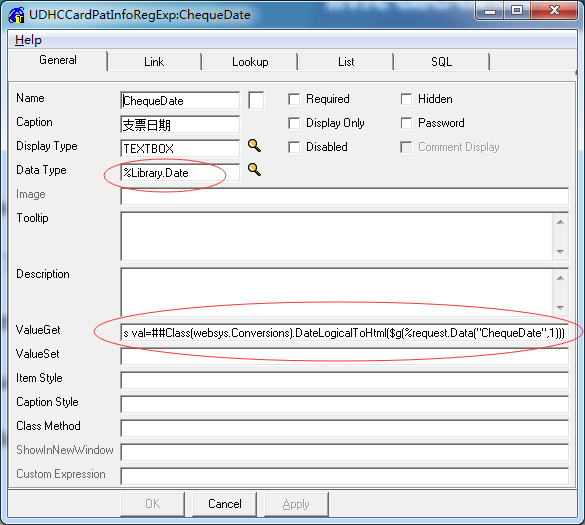 UDHCCardPatInfoRegExp:ChequeDate
Help
General Link Lookup List SQL
Name ChequeDate Required Hidden
Caption 支票日期 Display Only Password
Display Type TEXTBOX Disabled Comment Display
Data Type %Library.Date
Image
Tooltip
Description
ValueGet s val=##Class(websys.Conversions).DateLogicalToHtml($g(%request.Data("ChequeDate",1)))
ValueSet
Item Style
Caption Style
Class Method
ShowInNewWindow
Custom Expression
OK Cancel Apply